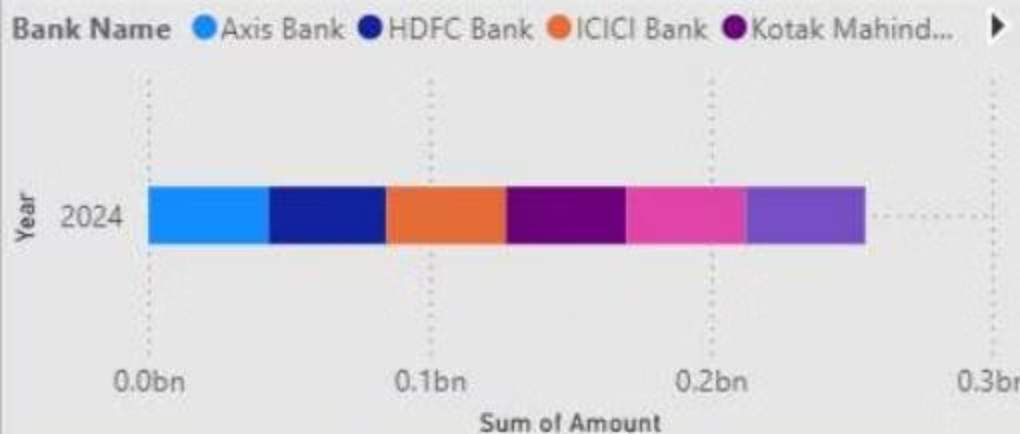 Bank Name Axis Bank HDFC Bank ICICI Bank Kotak Mahind...
Year
2024
0.0bn 0.1bn 0.2bn 0.3br
Sum of Amount